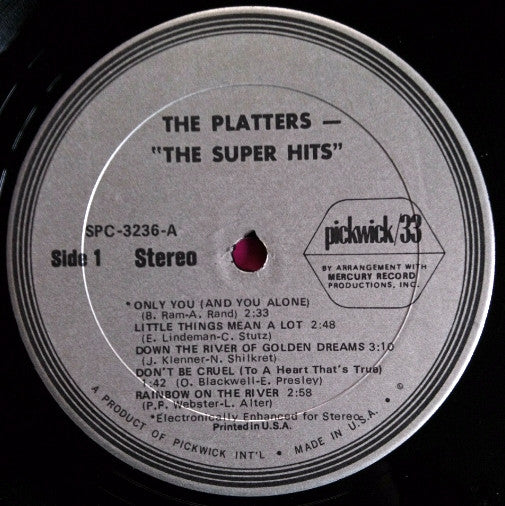 THE PLATTERS —
"THE SUPER HITS"
SPC-3236-A
Side 1 Stereo
pickwick/33
BY ARRANGEMENT WITH
MERCURY RECORD
PRODUCTIONS, INC.
*ONLY YOU (AND YOU ALONE)
(B. Ram-A. Rand) 2:33
LITTLE THINGS MEAN A LOT 2:48
(E. Lindeman-C. Stutz)
DOWN THE RIVER OF GOLDEN DREAMS 3:10
(J. Klenner-N. Shilkret)
DON'T BE CRUEL (To A Heart That's True)
1:42 (O. Blackwell-E. Presley)
RAINBOW ON THE RIVER 2:58
(P.P. Webster-L. Alter)
*Electronically Enhanced for Stereo
Printed in U.S.A.
A PRODUCT OF PICKWICK INT'L • MADE IN U.S.A. • ©